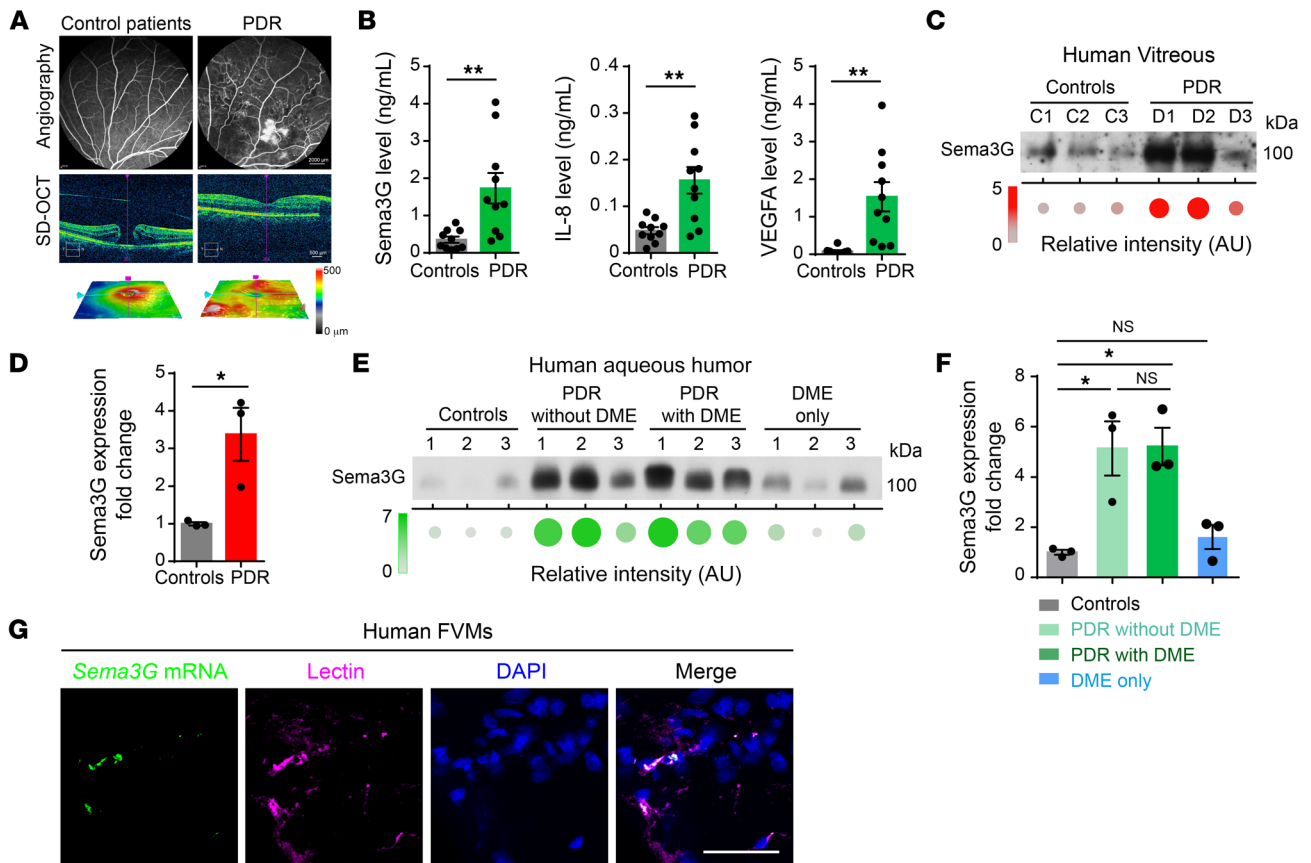 A
Control patients
PDR
Angiography
2000 µm
SD-OCT
500 µm
500
0 µm
B
Sema3G level (ng/mL)
5
4
3
2
1
0
**
Controls
PDR
IL-8 level (ng/mL)
0.4
0.3
0.2
0.1
0
**
Controls
PDR
VEGFA level (ng/mL)
5
4
3
2
1
0
**
Controls
PDR
C
Human Vitreous
Controls
PDR
C1 C2 C3 D1 D2 D3
kDa
Sema3G
100
5
0
Relative intensity (AU)
D
Sema3G expression
fold change
5
4
3
2
1
0
*
Controls
PDR
E
Human aqueous humor
Controls
PDR
without DME
PDR
with DME
DME
only
1 2 3 1 2 3 1 2 3 1 2 3
kDa
Sema3G
100
7
0
Relative intensity (AU)
F
NS
*
*
NS
Sema3G expression
fold change
8
6
4
2
0
Controls
PDR without DME
PDR with DME
DME only
G
Human FVMs
Sema3G mRNA
Lectin
DAPI
Merge